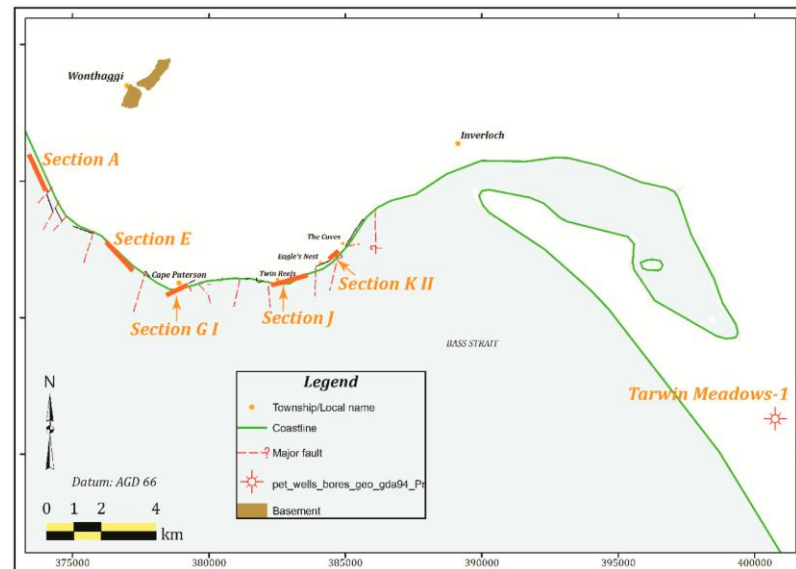 Wonthaggi
Inverloch
Section A
Section E
The Caves
Eagle's Nest
Cape Paterson
Twin Reefs
Section K II
Section G I
Section J
BASS STRAIT
Tarwin Meadows-1
N
Legend
Township/Local name
Coastline
Major fault
pet_wells_bores_geo_gda94_Pr
Basement
Datum: AGD 66
0 1 2 4
km
375000 380000 385000 390000 395000 400000